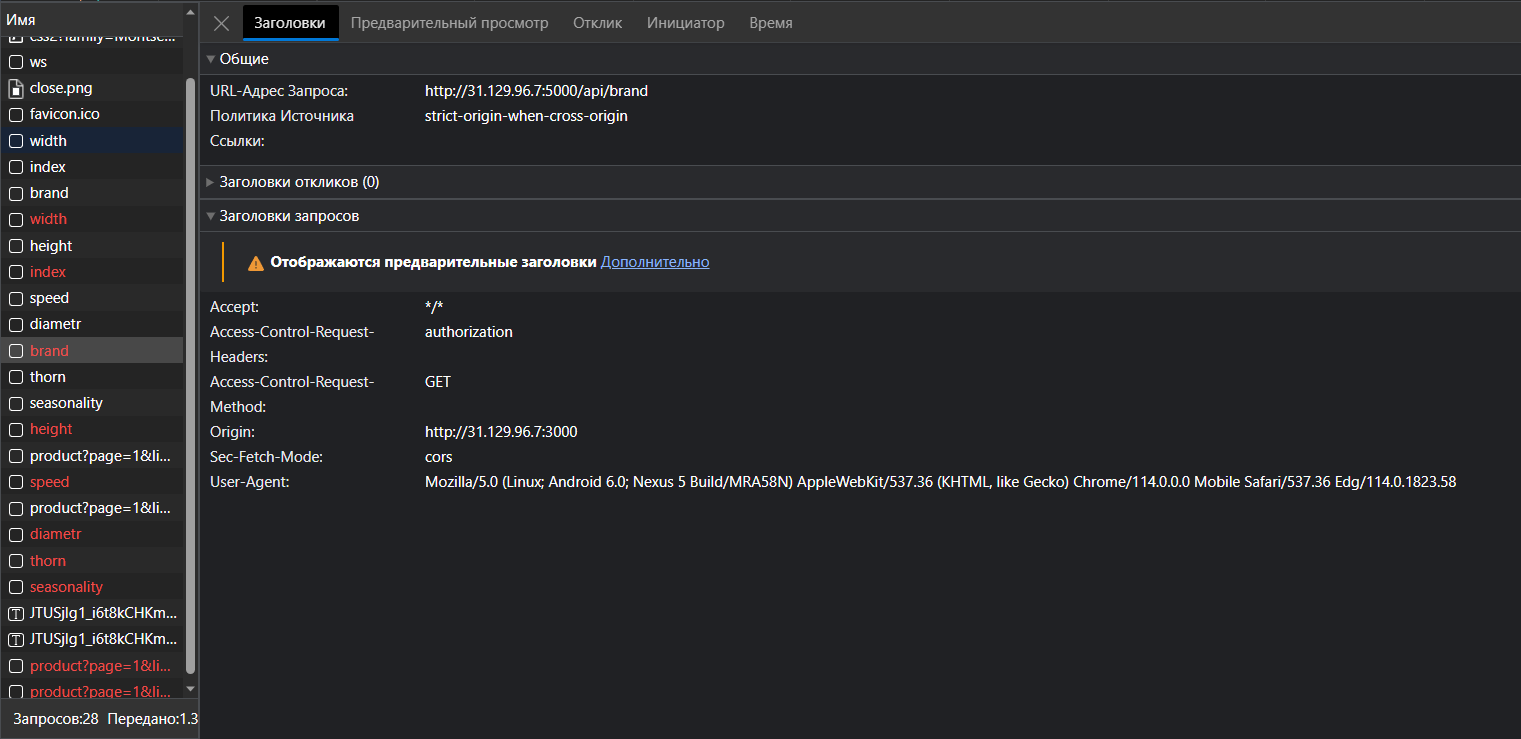 Имя
css2?family=Montse...
ws
close.png
favicon.ico
width
index
brand
width
height
index
speed
diametr
brand
thorn
seasonality
height
product?page=1&li...
speed
product?page=1&li...
diametr
thorn
seasonality
JTUSjIg1_i6t8kCHKm...
JTUSjIg1_i6t8kCHKm...
product?page=1&li...
product?page=1&li...
Запросов:28 Передано:1.3
Заголовки Предварительный просмотр Отклик Инициатор Время
Общие
URL-Адрес Запроса: http://31.129.96.7:5000/api/brand
Политика Источника strict-origin-when-cross-origin
Ссылки:
Заголовки откликов (0)
Заголовки запросов
Отображаются предварительные заголовки Дополнительно
Accept: */*
Access-Control-Request- authorization
Headers:
Access-Control-Request- GET
Method:
Origin: http://31.129.96.7:3000
Sec-Fetch-Mode: cors
User-Agent: Mozilla/5.0 (Linux; Android 6.0; Nexus 5 Build/MRA58N) AppleWebKit/537.36 (KHTML, like Gecko) Chrome/114.0.0.0 Mobile Safari/537.36 Edg/114.0.1823.58